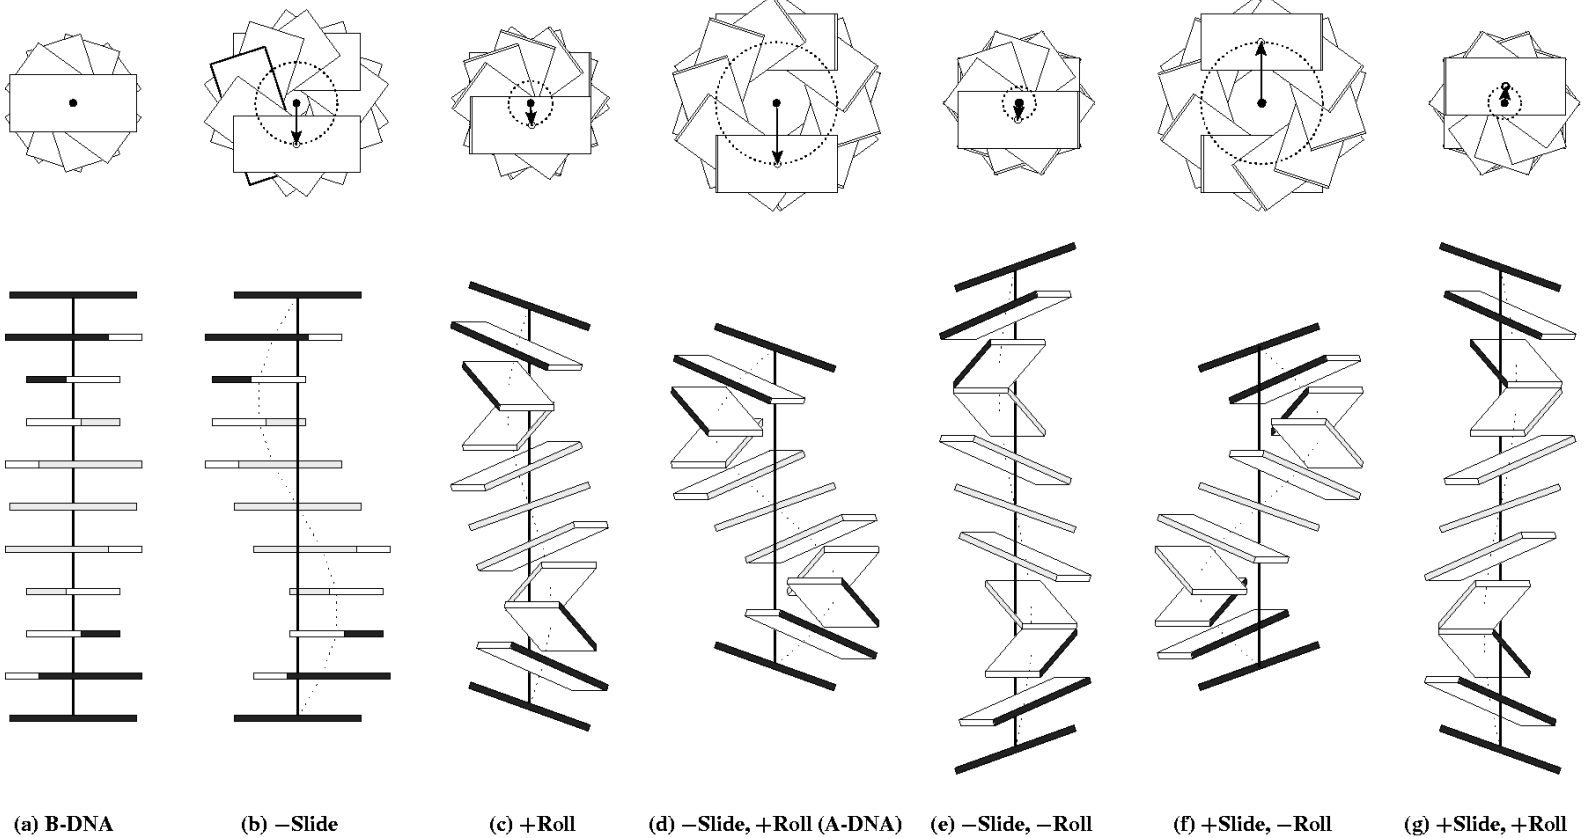 (a) B-DNA
(b) −Slide
(c) +Roll
(d) −Slide, +Roll (A-DNA)
(e) −Slide, −Roll
(f) +Slide, −Roll
(g) +Slide, +Roll